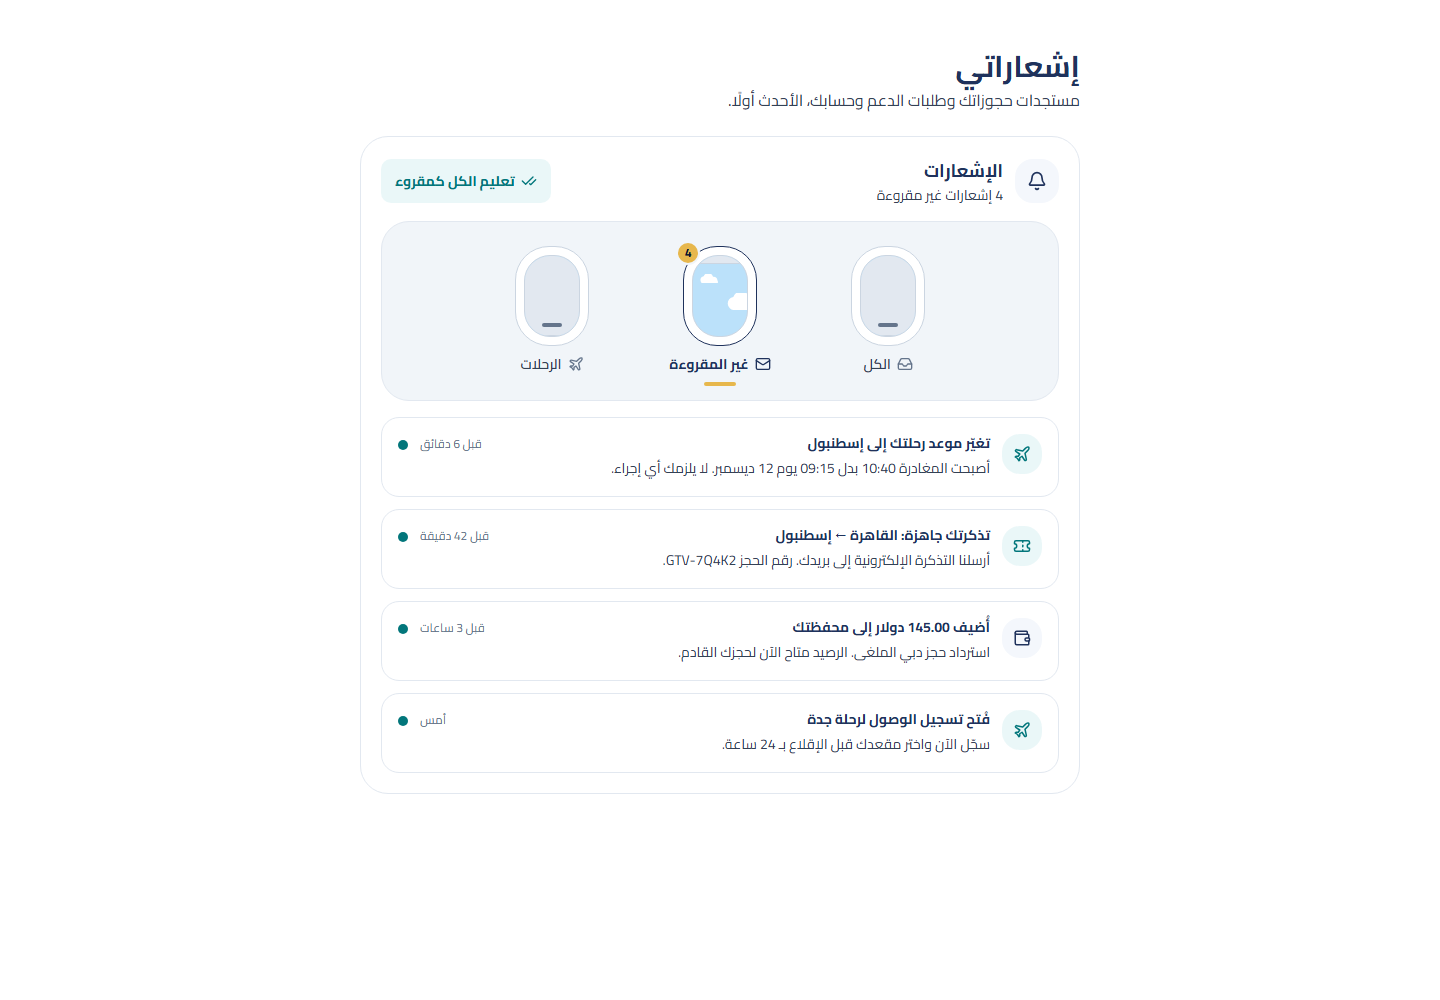 إشعاراتي
مستجدات حجوزاتك وطلبات الدعم وحسابك، الأحدث أولًا.
الإشعارات
4 إشعارات غير مقروءة
تعليم الكل كمقروء
الكل
4
غير المقروءة
الرحلات
تغيّر موعد رحلتك إلى إسطنبول
قبل 6 دقائق
أصبحت المغادرة 10:40 بدل 09:15 يوم 12 ديسمبر. لا يلزمك أي إجراء.
تذكرتك جاهزة: القاهرة ← إسطنبول
قبل 42 دقيقة
أرسلنا التذكرة الإلكترونية إلى بريدك. رقم الحجز GTV-7Q4K2.
أُضيف 145.00 دولار إلى محفظتك
قبل 3 ساعات
استرداد حجز دبي الملغى. الرصيد متاح الآن لحجزك القادم.
فُتح تسجيل الوصول لرحلة جدة
أمس
سجّل الآن واختر مقعدك قبل الإقلاع بـ 24 ساعة.